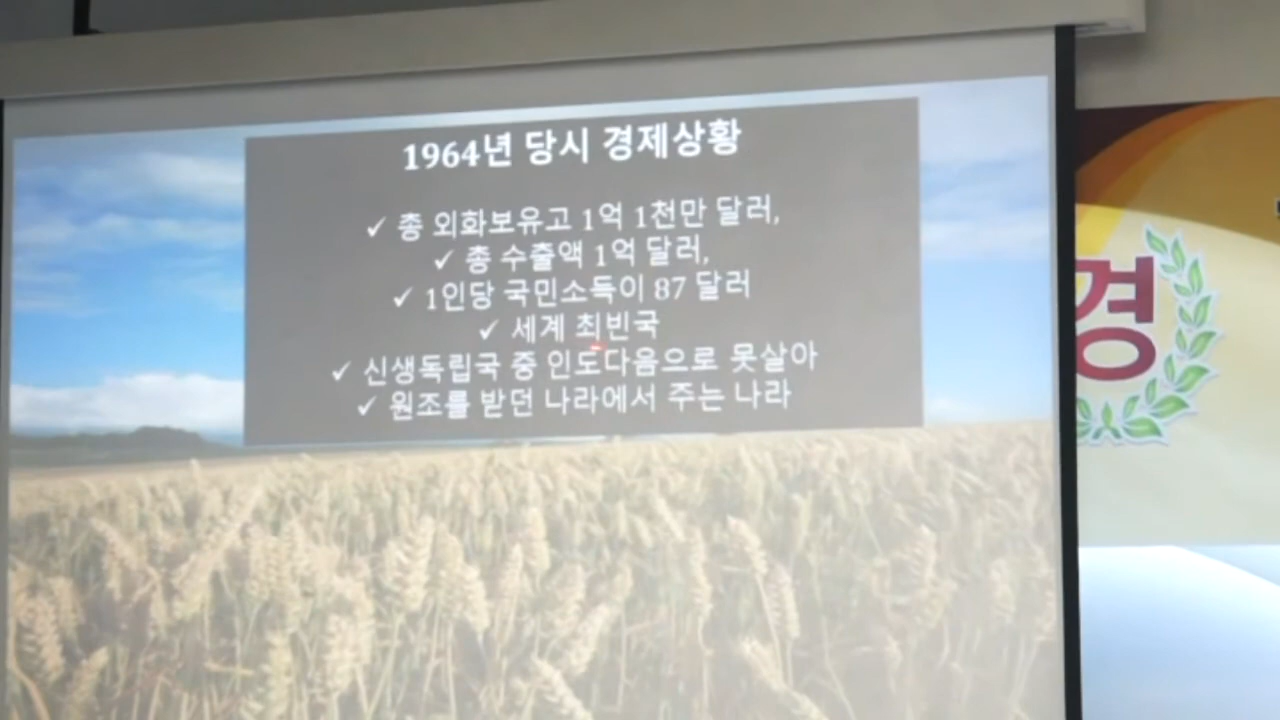 1964년 당시 경제상황
✓ 총 외화보유고 1억 1천만 달러,
✓ 총 수출액 1억 달러,
✓ 1인당 국민소득이 87 달러
✓ 세계 최빈국
✓ 신생독립국 중 인도다음으로 못살아
✓ 원조를 받던 나라에서 주는 나라
경